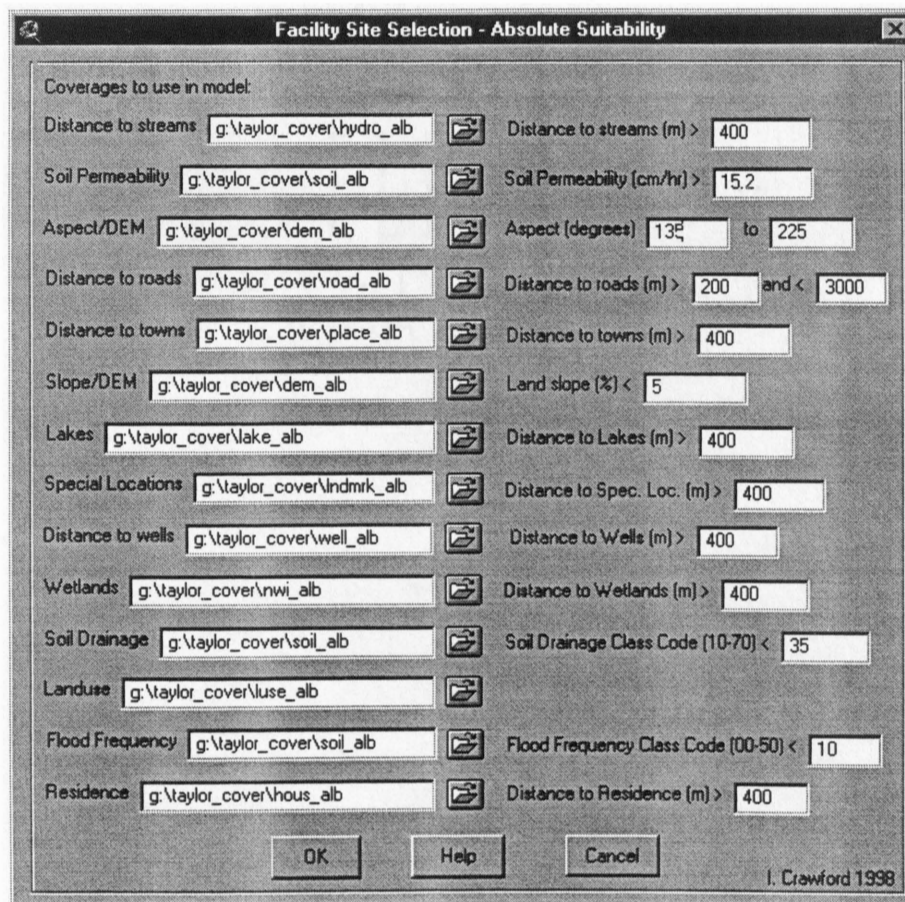 Facility Site Selection - Absolute Suitability
Coverages to use in model:
Distance to streams g:\taylor_cover\hydro_alb Distance to streams (m) > 400
Soil Permeability g:\taylor_cover\soil_alb Soil Permeability (cm/hr) > 15.2
Aspect/DEM g:\taylor_cover\dem_alb Aspect (degrees) 135 to 225
Distance to roads g:\taylor_cover\road_alb Distance to roads (m) > 200 and < 3000
Distance to towns g:\taylor_cover\place_alb Distance to towns (m) > 400
Slope/DEM g:\taylor_cover\dem_alb Land slope (%) < 5
Lakes g:\taylor_cover\lake_alb Distance to Lakes (m) > 400
Special Locations g:\taylor_cover\lndmrk_alb Distance to Spec. Loc. (m) > 400
Distance to wells g:\taylor_cover\well_alb Distance to Wells (m) > 400
Wetlands g:\taylor_cover\nwi_alb Distance to Wetlands (m) > 400
Soil Drainage g:\taylor_cover\soil_alb Soil Drainage Class Code (10-70) < 35
Landuse g:\taylor_cover\luse_alb
Flood Frequency g:\taylor_cover\soil_alb Flood Frequency Class Code (00-50) < 10
Residence g:\taylor_cover\hous_alb Distance to Residence (m) > 400
OK Help Cancel
I. Crawford 1998